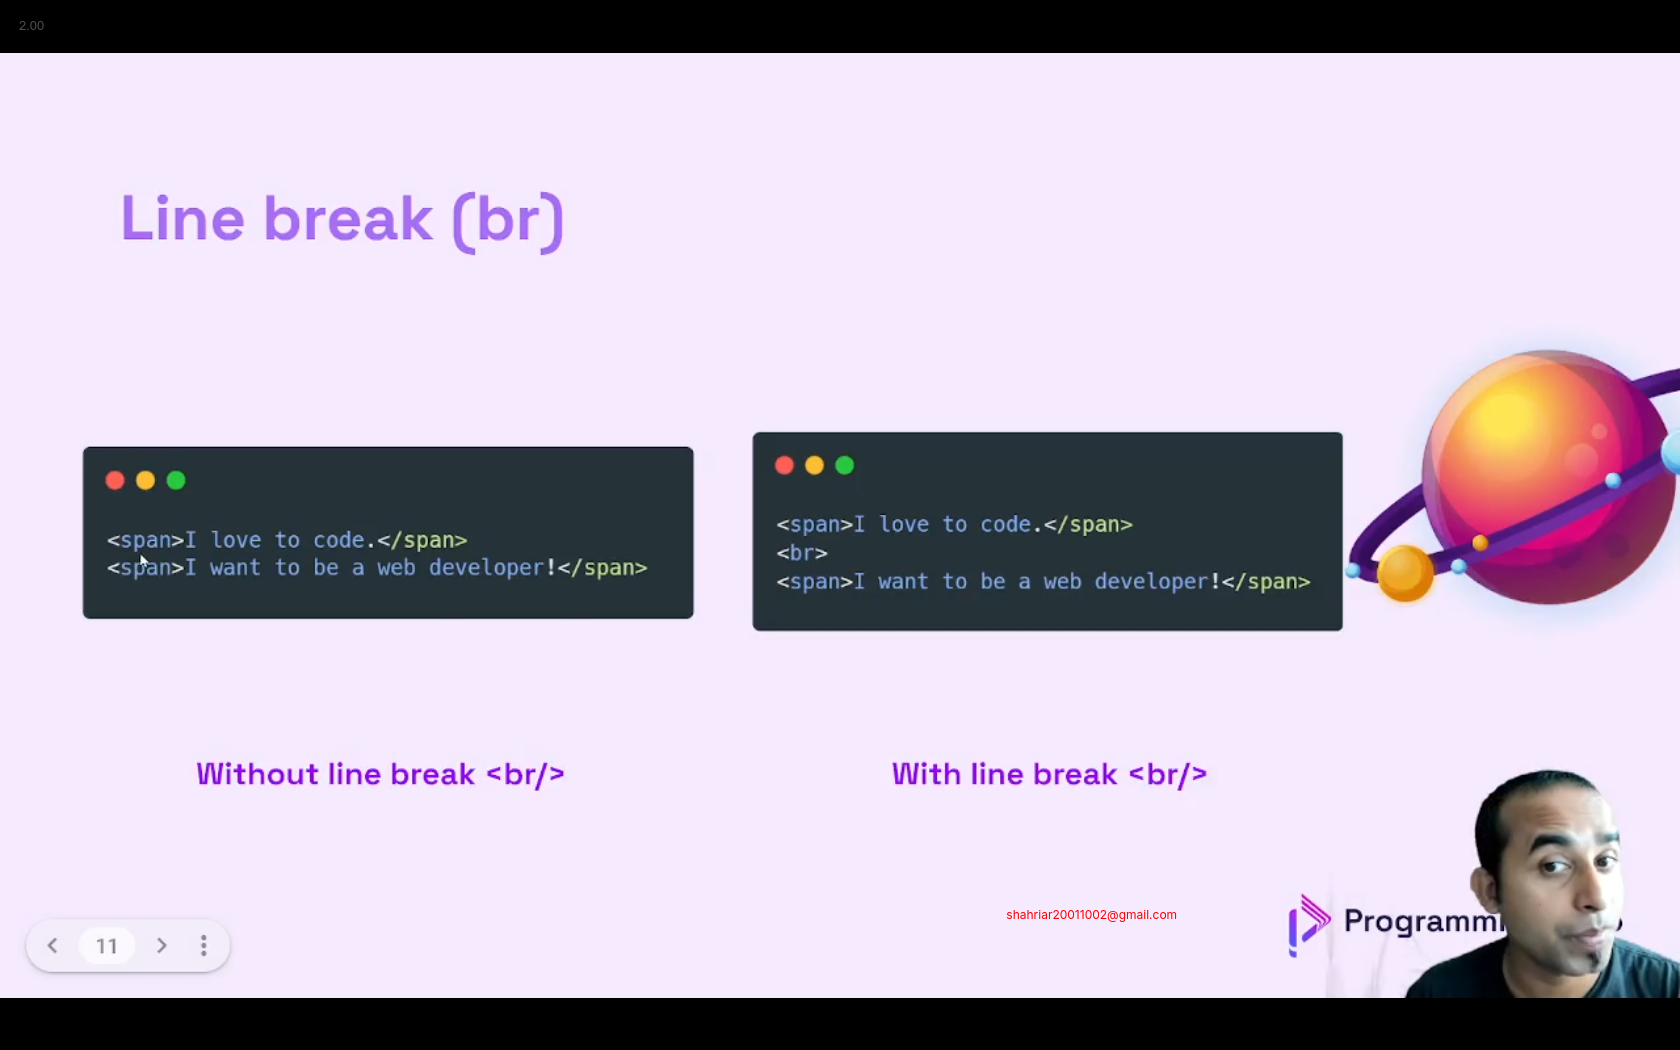 2.00
Line break (br)
<span>I love to code.</span>
<span>I want to be a web developer!</span>
<span>I love to code.</span>
<br>
<span>I want to be a web developer!</span>
Without line break <br/>
With line break <br/>
shahriar20011002@gmail.com
11